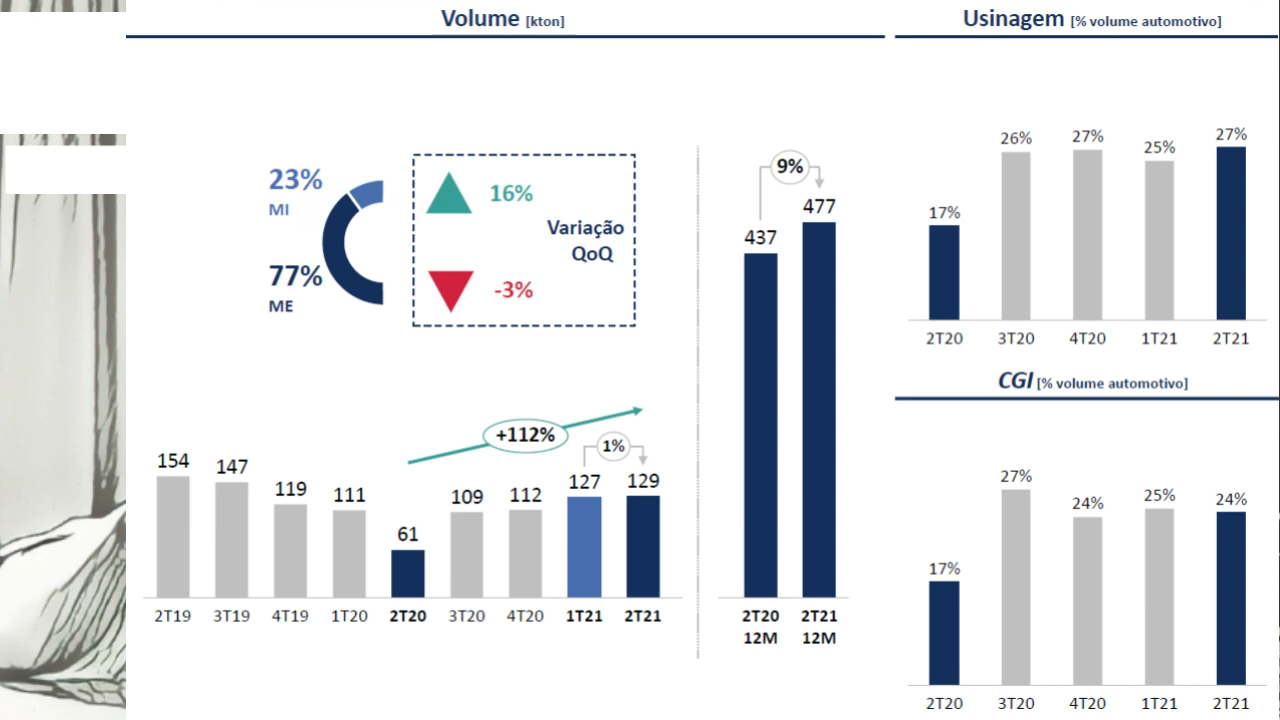 Volume [kton]
23%
MI
77%
ME
16%
Variação
QoQ
-3%
+112%
1%
154
147
119
111
61
109
112
127
129
2T19
3T19
4T19
1T20
2T20
3T20
4T20
1T21
2T21
9%
437
477
2T20
12M
2T21
12M
Usinagem [% volume automotivo]
17%
26%
27%
25%
27%
2T20
3T20
4T20
1T21
2T21
CGI [% volume automotivo]
17%
27%
24%
25%
24%
2T20
3T20
4T20
1T21
2T21